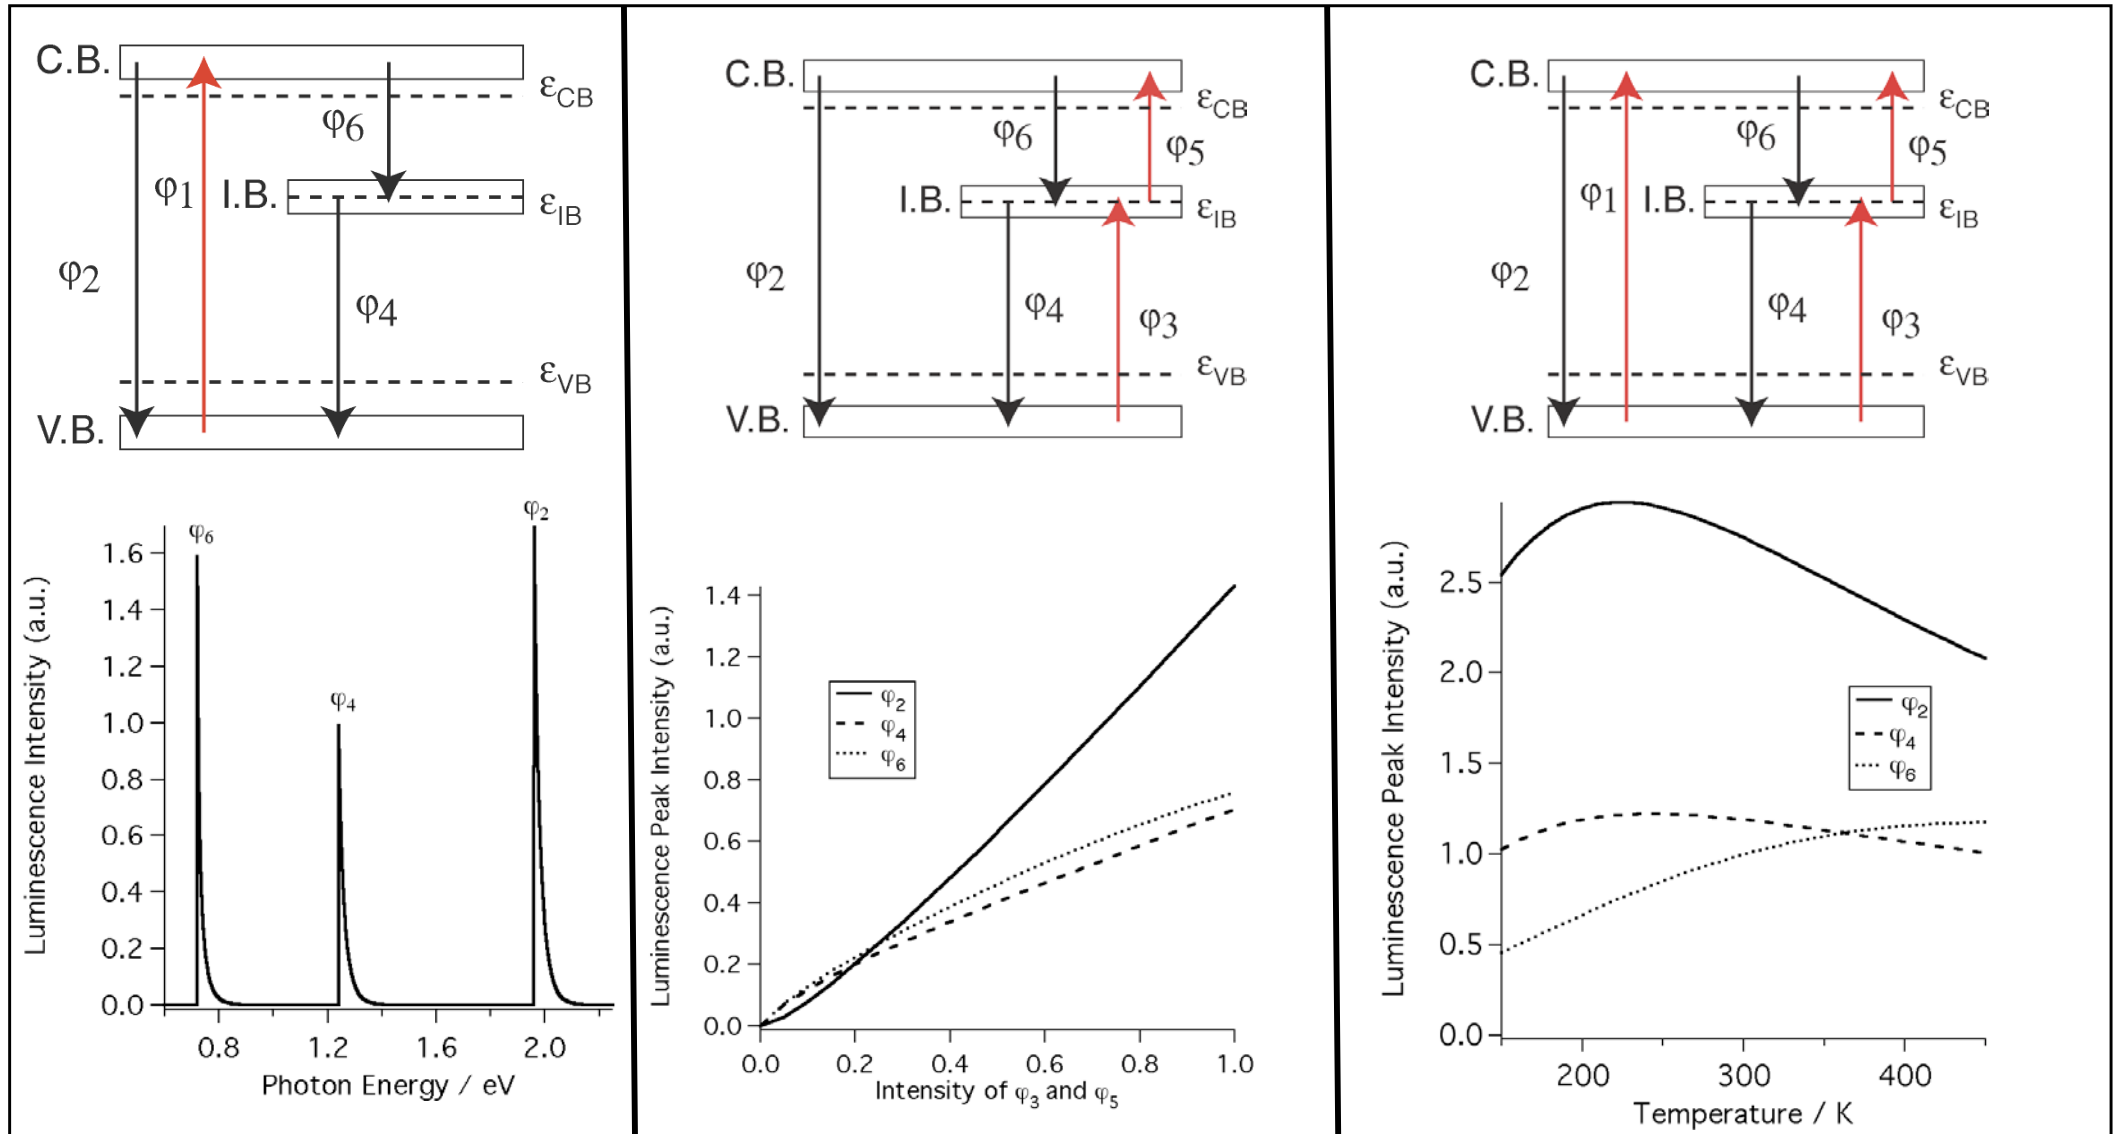 C.B.
εCB
φ6
φ1
I.B.
εIB
φ2
φ4
εVB
V.B.
φ6
φ4
φ2
Luminescence Intensity (a.u.)
1.6
1.4
1.2
1.0
0.8
0.6
0.4
0.2
0.0
0.8 1.2 1.6 2.0
Photon Energy / eV
C.B.
εCB
φ6
φ5
I.B.
εIB
φ2
φ4
φ3
εVB
V.B.
Luminescence Peak Intensity (a.u.)
1.4
1.2
1.0
0.8
0.6
0.4
0.2
0.0
φ2
φ4
φ6
0.0 0.2 0.4 0.6 0.8 1.0
Intensity of φ3 and φ5
C.B.
εCB
φ6
φ5
φ1
I.B.
εIB
φ2
φ4
φ3
εVB
V.B.
Luminescence Peak Intensity (a.u.)
2.5
2.0
1.5
1.0
0.5
0.0
φ2
φ4
φ6
200 300 400
Temperature / K